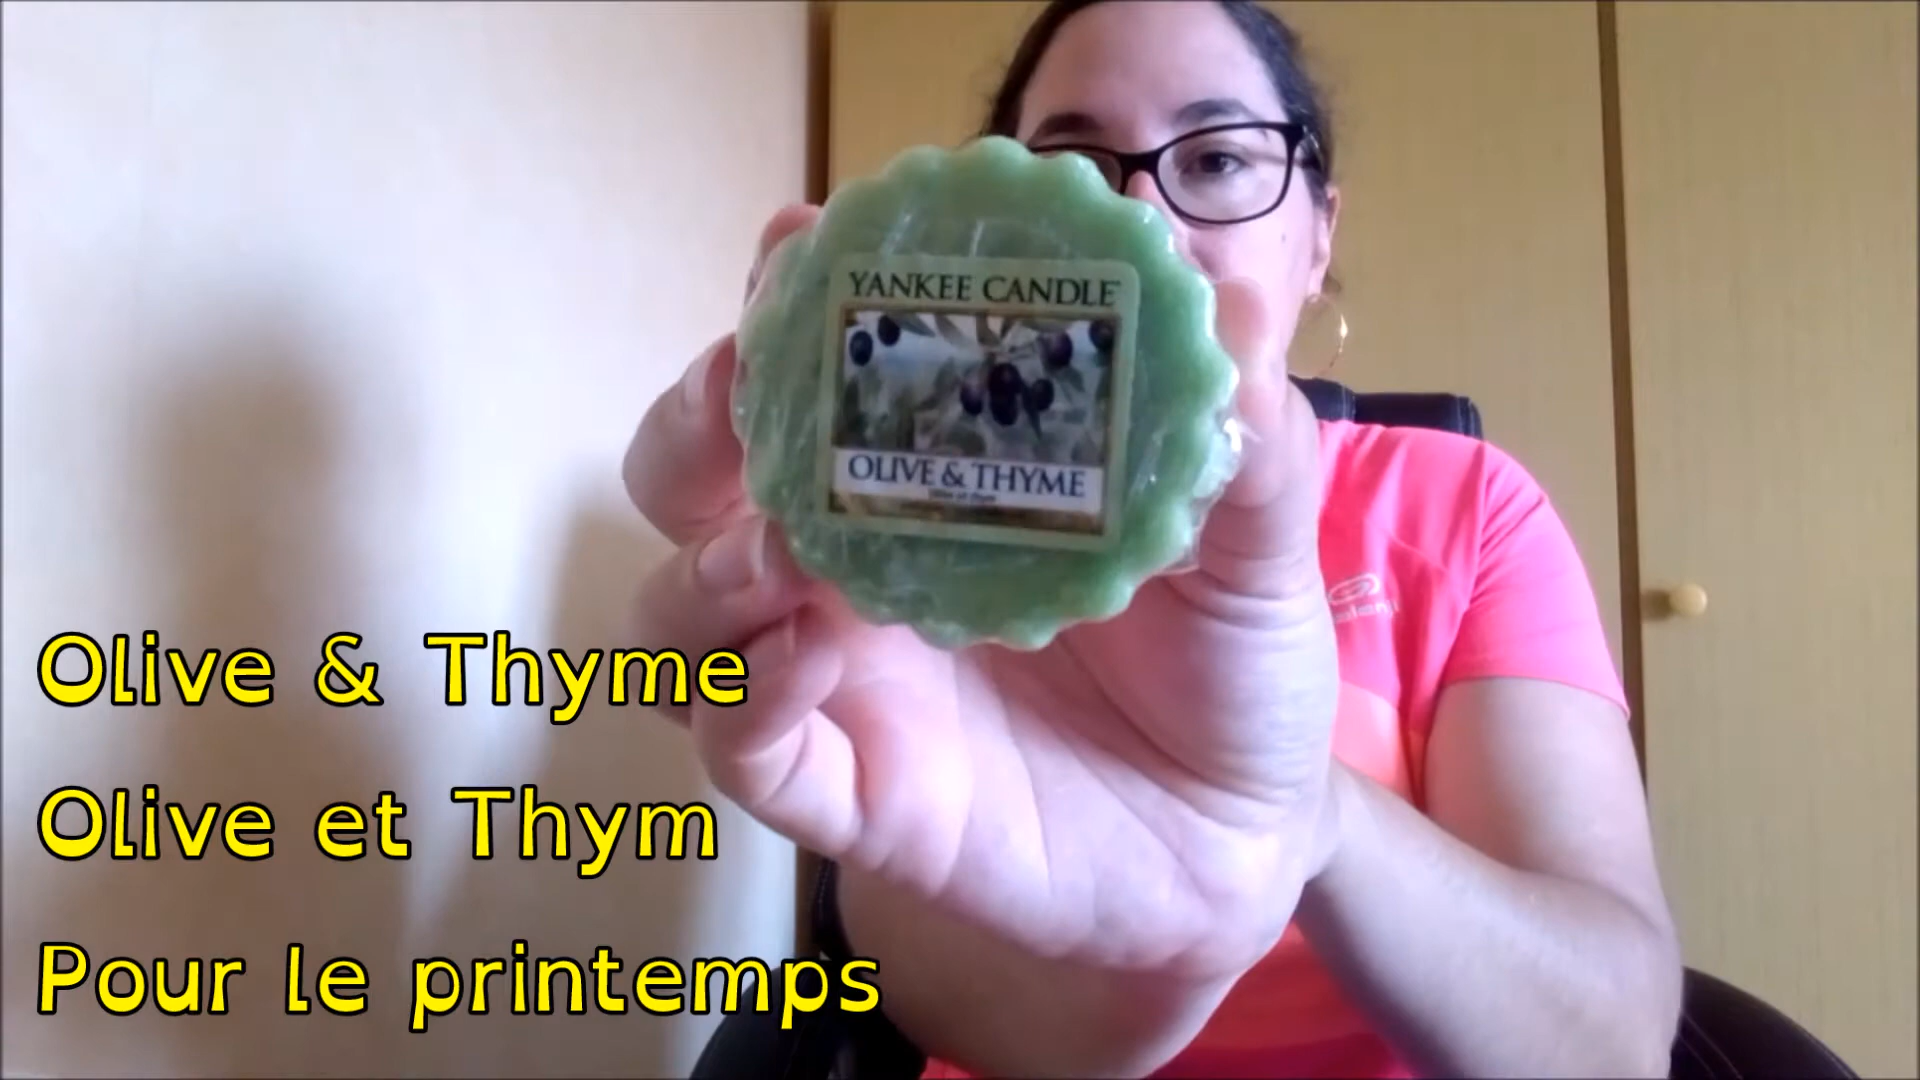 YANKEE CANDLE
OLIVE & THYME
Olive & Thyme
Olive et Thym
Pour le printemps